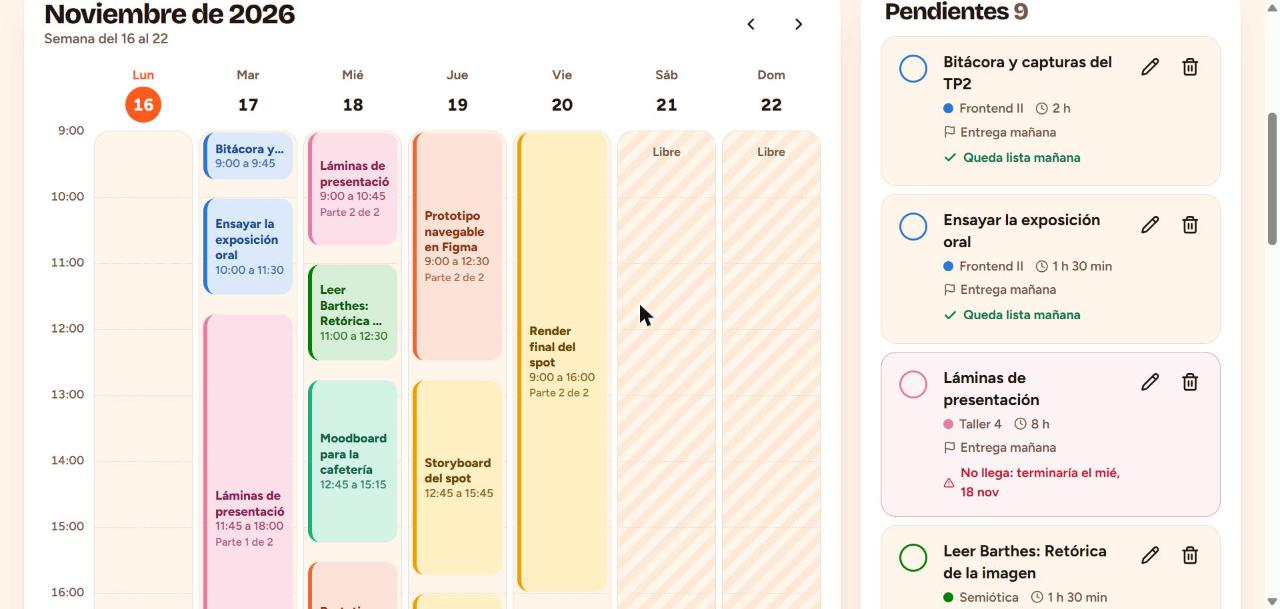 Noviembre de 2026
Semana del 16 al 22
Lun
Mar
Mié
Jue
Vie
Sáb
Dom
16
17
18
19
20
21
22
9:00
10:00
11:00
12:00
13:00
14:00
15:00
16:00
Bitácora y...
9:00 a 9:45
Ensayar la
exposición
oral
10:00 a 11:30
Láminas de
presentació
11:45 a 18:00
Parte 1 de 2
Láminas de
presentació
9:00 a 10:45
Parte 2 de 2
Leer
Barthes:
Retórica ...
11:00 a 12:30
Moodboard
para la
cafetería
12:45 a 15:15
Prototipo
navegable
en Figma
9:00 a 12:30
Parte 2 de 2
Storyboard
del spot
12:45 a 15:45
Render
final del
spot
9:00 a 16:00
Parte 2 de 2
Libre
Libre
Pendientes 9
Bitácora y capturas del
TP2
Frontend II 2 h
Entrega mañana
Queda lista mañana
Ensayar la exposición
oral
Frontend II 1 h 30 min
Entrega mañana
Queda lista mañana
Láminas de
presentación
Taller 4 8 h
Entrega mañana
No llega: terminaría el mié,
18 nov
Leer Barthes: Retórica
de la imagen
Semiótica 1 h 30 min